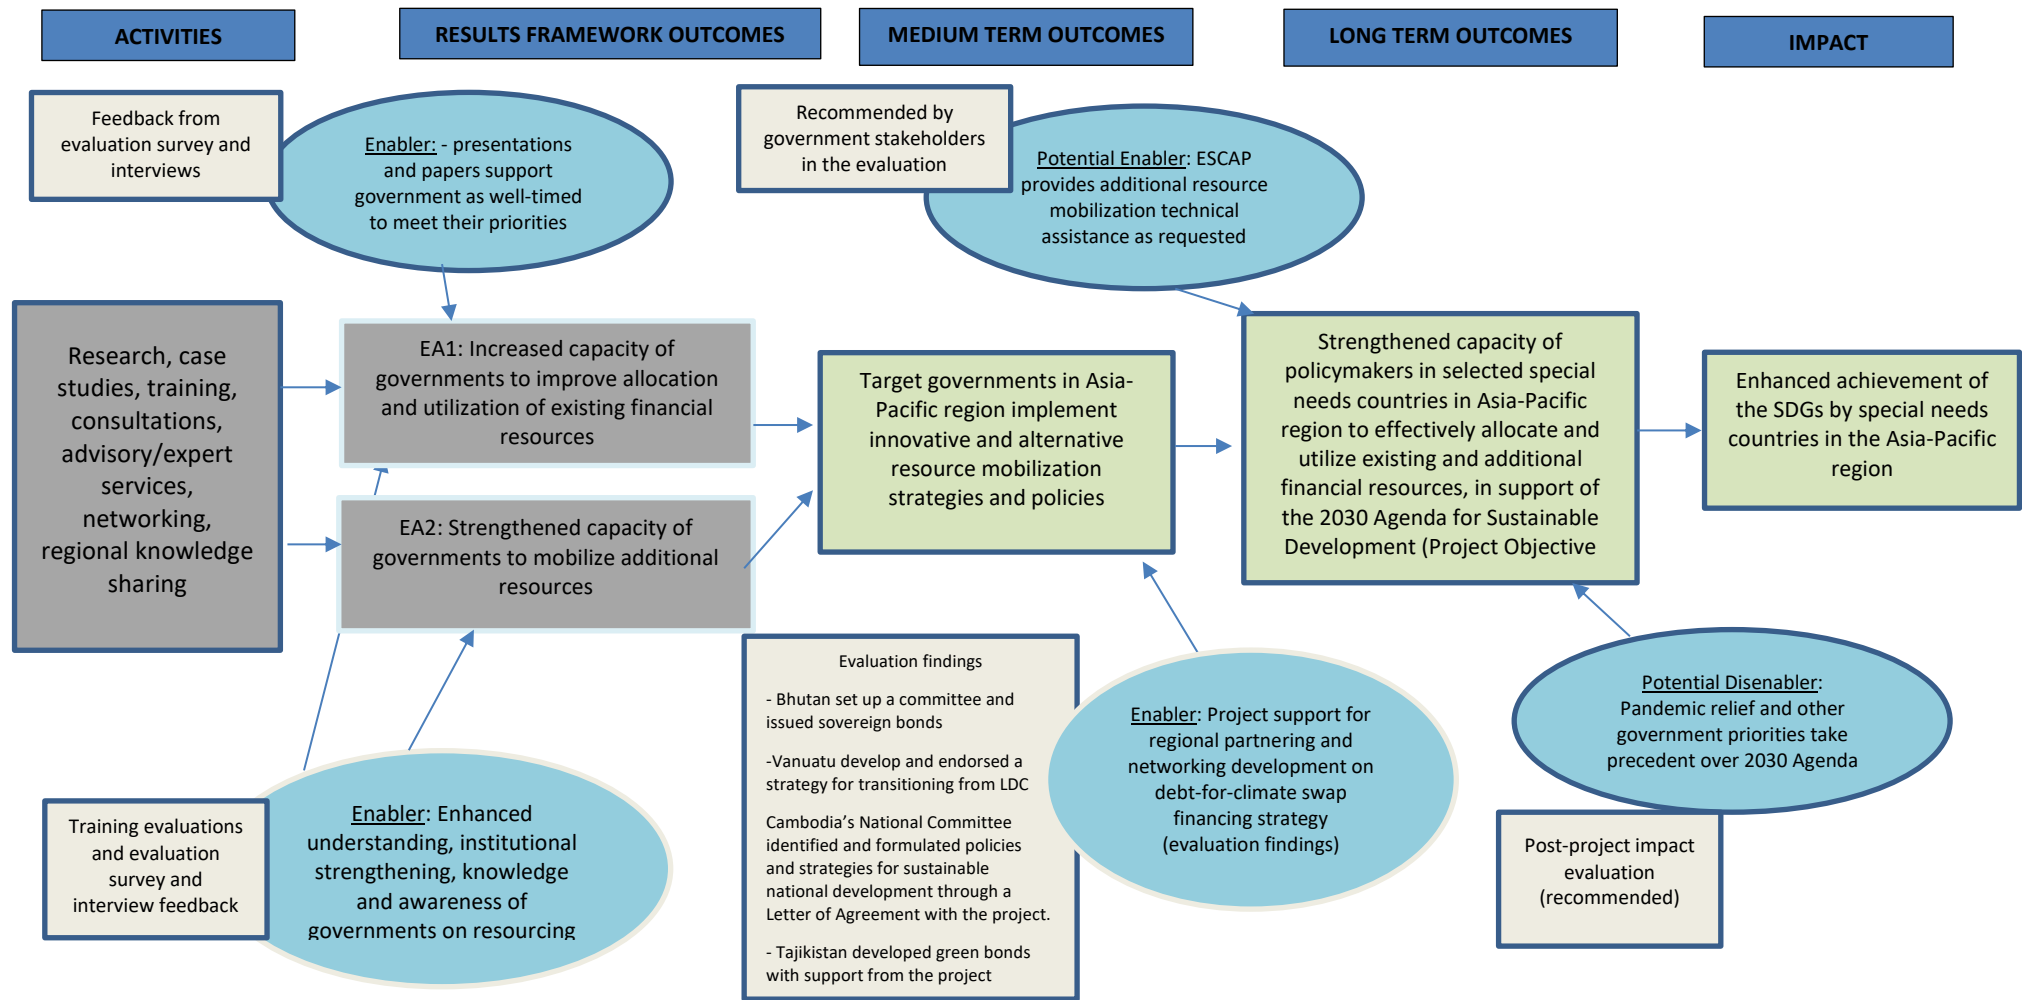 ACTIVITIES
RESULTS FRAMEWORK OUTCOMES
MEDIUM TERM OUTCOMES
LONG TERM OUTCOMES
IMPACT
Feedback from
evaluation survey and
interviews
Enabler: - presentations
and papers support
government as well-timed
to meet their priorities
Recommended by
government stakeholders
in the evaluation
Potential Enabler: ESCAP
provides additional resource
mobilization technical
assistance as requested
Research, case
studies, training,
consultations,
advisory/expert
services,
networking,
regional knowledge
sharing
EA1: Increased capacity of
governments to improve allocation
and utilization of existing financial
resources
EA2: Strengthened capacity of
governments to mobilize additional
resources
Target governments in Asia-
Pacific region implement
innovative and alternative
resource mobilization
strategies and policies
Strengthened capacity of
policymakers in selected special
needs countries in Asia-Pacific
region to effectively allocate and
utilize existing and additional
financial resources, in support of
the 2030 Agenda for Sustainable
Development (Project Objective
Enhanced achievement of
the SDGs by special needs
countries in the Asia-Pacific
region
Training evaluations
and evaluation
survey and
interview feedback
Enabler: Enhanced
understanding, institutional
strengthening, knowledge
and awareness of
governments on resourcing
Evaluation findings
- Bhutan set up a committee and
issued sovereign bonds
-Vanuatu develop and endorsed a
strategy for transitioning from LDC
Cambodia's National Committee
identified and formulated policies
and strategies for sustainable
national development through a
Letter of Agreement with the project.
- Tajikistan developed green bonds
with support from the project
Enabler: Project support for
regional partnering and
networking development on
debt-for-climate swap
financing strategy
(evaluation findings)
Potential Disenabler:
Pandemic relief and other
government priorities take
precedent over 2030 Agenda
Post-project impact
evaluation
(recommended)